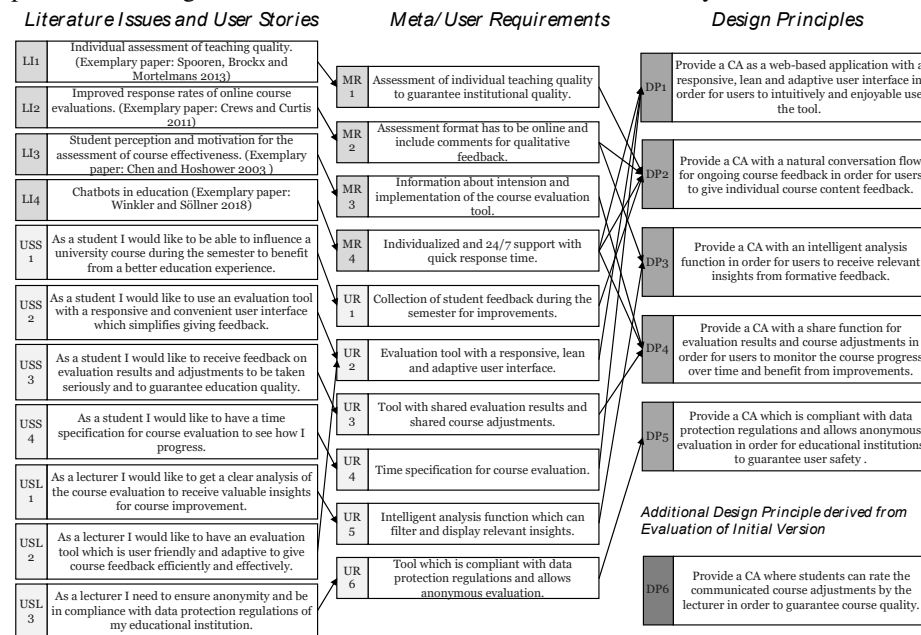 Literature Issues and User Stories
Meta/User Requirements
Design Principles
LI1
Individual assessment of teaching quality.
(Exemplary paper: Spooren, Brockx and
Mortelmans 2013)
LI2
Improved response rates of online course
evaluations. (Exemplary paper: Crews and Curtis
2011)
LI3
Student perception and motivation for the
assessment of course effectiveness. (Exemplary
paper: Chen and Hoshower 2003 )
LI4
Chatbots in education (Exemplary paper:
Winkler and Söllner 2018)
USS
1
As a student I would like to be able to influence a
university course during the semester to benefit
from a better education experience.
USS
2
As a student I would like to use an evaluation tool
with a responsive and convenient user interface
which simplifies giving feedback.
USS
3
As a student I would like to receive feedback on
evaluation results and adjustments to be taken
seriously and to guarantee education quality.
USS
4
As a student I would like to have a time
specification for course evaluation to see how I
progress.
USL
1
As a lecturer I would like to get a clear analysis of
the course evaluation to receive valuable insights
for course improvement.
USL
2
As a lecturer I would like to have an evaluation
tool which is user friendly and adaptive to give
course feedback efficiently and effectively.
USL
3
As a lecturer I need to ensure anonymity and be
in compliance with data protection regulations of
my educational institution.
MR
1
Assessment of individual teaching quality
to guarantee institutional quality.
MR
2
Assessment format has to be online and
include comments for qualitative
feedback.
MR
3
Information about intension and
implementation of the course evaluation
tool.
MR
4
Individualized and 24/7 support with
quick response time.
UR
1
Collection of student feedback during the
semester for improvements.
UR
2
Evaluation tool with a responsive, lean
and adaptive user interface.
UR
3
Tool with shared evaluation results and
shared course adjustments.
UR
4
Time specification for course evaluation.
UR
5
Intelligent analysis function which can
filter and display relevant insights.
UR
6
Tool which is compliant with data
protection regulations and allows
anonymous evaluation.
DP1
Provide a CA as a web-based application with a
responsive, lean and adaptive user interface in
order for users to intuitively and enjoyable use
the tool.
DP2
Provide a CA with a natural conversation flow
for ongoing course feedback in order for users
to give individual course content feedback.
DP3
Provide a CA with an intelligent analysis
function in order for users to receive relevant
insights from formative feedback.
DP4
Provide a CA with a share function for
evaluation results and course adjustments in
order for users to monitor the course progress
over time and benefit from improvements.
DP5
Provide a CA which is compliant with data
protection regulations and allows anonymous
evaluation in order for educational institutions
to guarantee user safety .
Additional Design Principle derived from
Evaluation of Initial Version
DP6
Provide a CA where students can rate the
communicated course adjustments by the
lecturer in order to guarantee course quality.